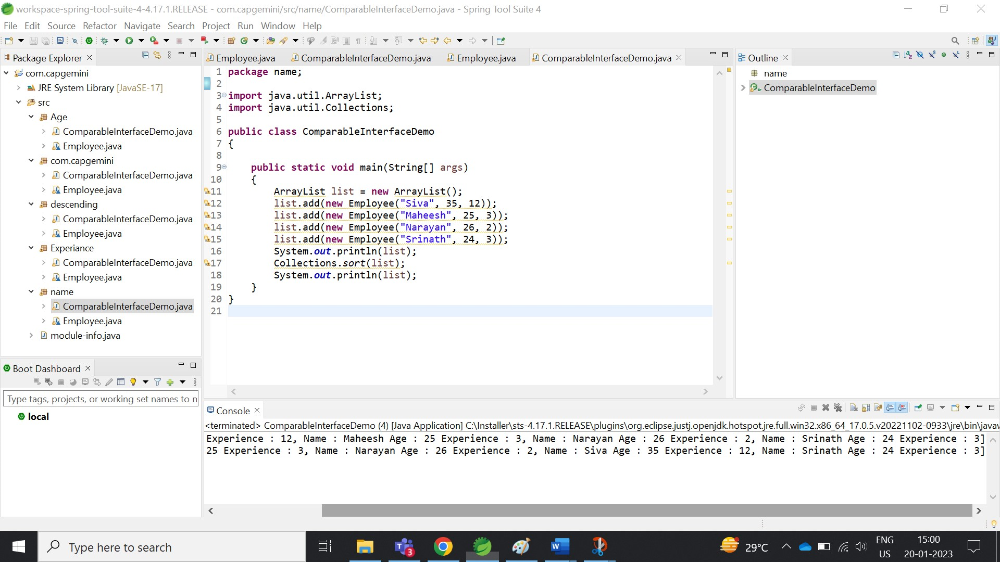 workspace-spring-tool-suite-4-4.17.1.RELEASE - com.capgemini/src/name/ComparableInterfaceDemo.java - Spring Tool Suite 4
File Edit Source Refactor Navigate Search Project Run Window Help
Package Explorer
com.capgemini
JRE System Library [JavaSE-17]
src
Age
ComparableInterfaceDemo.java
Employee.java
com.capgemini
ComparableInterfaceDemo.java
Employee.java
descending
ComparableInterfaceDemo.java
Employee.java
Experiance
ComparableInterfaceDemo.java
Employee.java
name
ComparableInterfaceDemo.java
Employee.java
module-info.java
Boot Dashboard
Type tags, projects, or working set names to n
local
Employee.java ComparableInterfaceDemo.java Employee.java ComparableInterfaceDemo.java
1 package name;
2
3 import java.util.ArrayList;
4 import java.util.Collections;
5
6 public class ComparableInterfaceDemo
7 {
8
9 public static void main(String[] args)
10 {
11 ArrayList list = new ArrayList();
12 list.add(new Employee("Siva", 35, 12));
13 list.add(new Employee("Maheesh", 25, 3));
14 list.add(new Employee("Narayan", 26, 2));
15 list.add(new Employee("Srinath", 24, 3));
16 System.out.println(list);
17 Collections.sort(list);
18 System.out.println(list);
19 }
20 }
21
Outline
name
ComparableInterfaceDemo
Console
<terminated> ComparableInterfaceDemo (4) [Java Application] C:\Installer\sts-4.17.1.RELEASE\plugins\org.eclipse.justj.openjdk.hotspot.jre.full.win32.x86_64_17.0.5.v20221102-0933\jre\bin\javav
Experience : 12, Name : Maheesh Age : 25 Experience : 3, Name : Narayan Age : 26 Experience : 2, Name : Srinath Age : 24 Experience : 3]
25 Experience : 3, Name : Narayan Age : 26 Experience : 2, Name : Siva Age : 35 Experience : 12, Name : Srinath Age : 24 Experience : 3]
Type here to search
3
29°C
ENG
US
15:00
20-01-2023